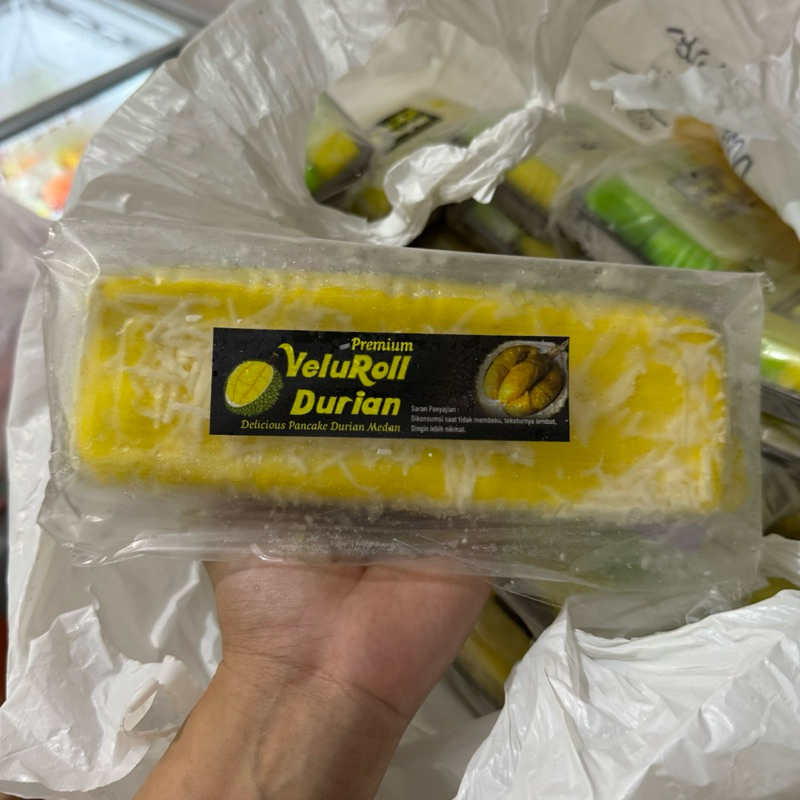 Premium
VeluRoll
Durian
Delicious Pancake Durian Medan
Saran Penyajian :
Dikonsumsi saat tidak membeku, teksturnya lembut,
Dingin lebih nikmat.